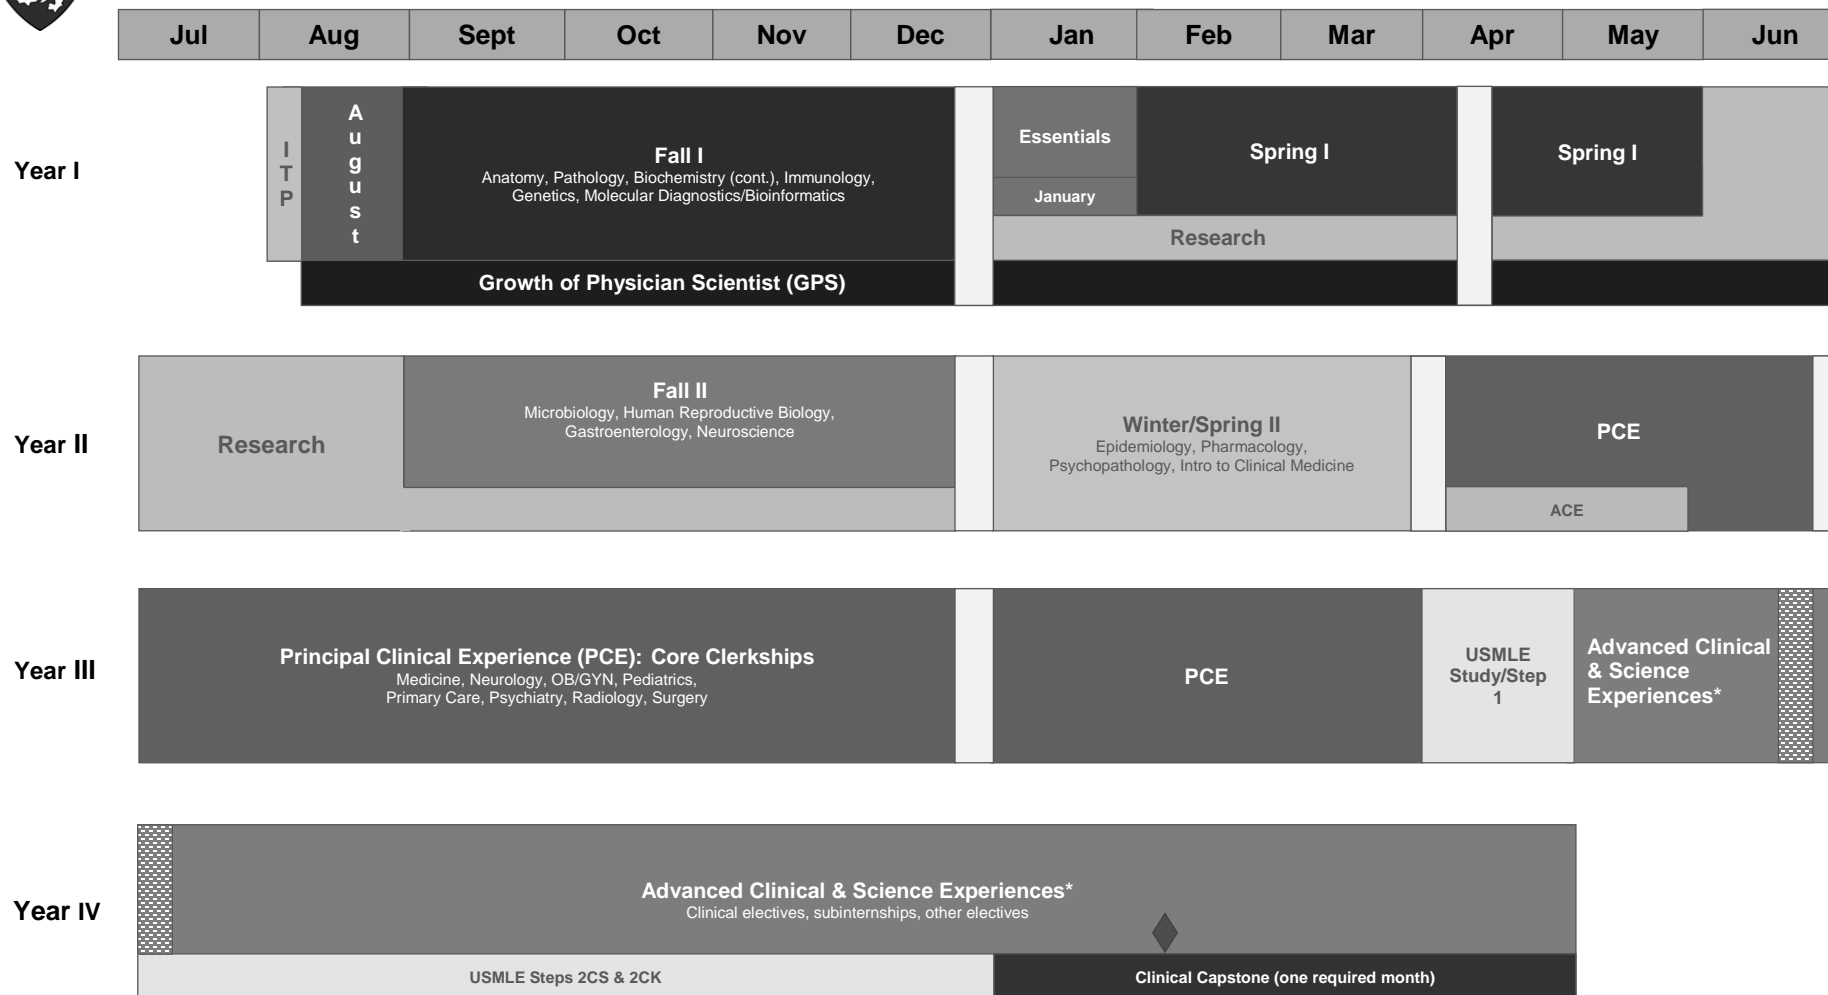 Jul Aug Sept Oct Nov Dec Jan Feb Mar Apr May Jun
Year I
ITP
August
Fall I
Anatomy, Pathology, Biochemistry (cont.), Immunology,
Genetics, Molecular Diagnostics/Bioinformatics
Essentials
January
Spring I
Spring I
Research
Growth of Physician Scientist (GPS)
Year II
Research
Fall II
Microbiology, Human Reproductive Biology,
Gastroenterology, Neuroscience
Winter/Spring II
Epidemiology, Pharmacology,
Psychopathology, Intro to Clinical Medicine
PCE
ACE
Year III
Principal Clinical Experience (PCE): Core Clerkships
Medicine, Neurology, OB/GYN, Pediatrics,
Primary Care, Psychiatry, Radiology, Surgery
PCE
USMLE
Study/Step
1
Advanced Clinical
& Science
Experiences*
Year IV
Advanced Clinical & Science Experiences*
Clinical electives, subinternships, other electives
USMLE Steps 2CS & 2CK
Clinical Capstone (one required month)